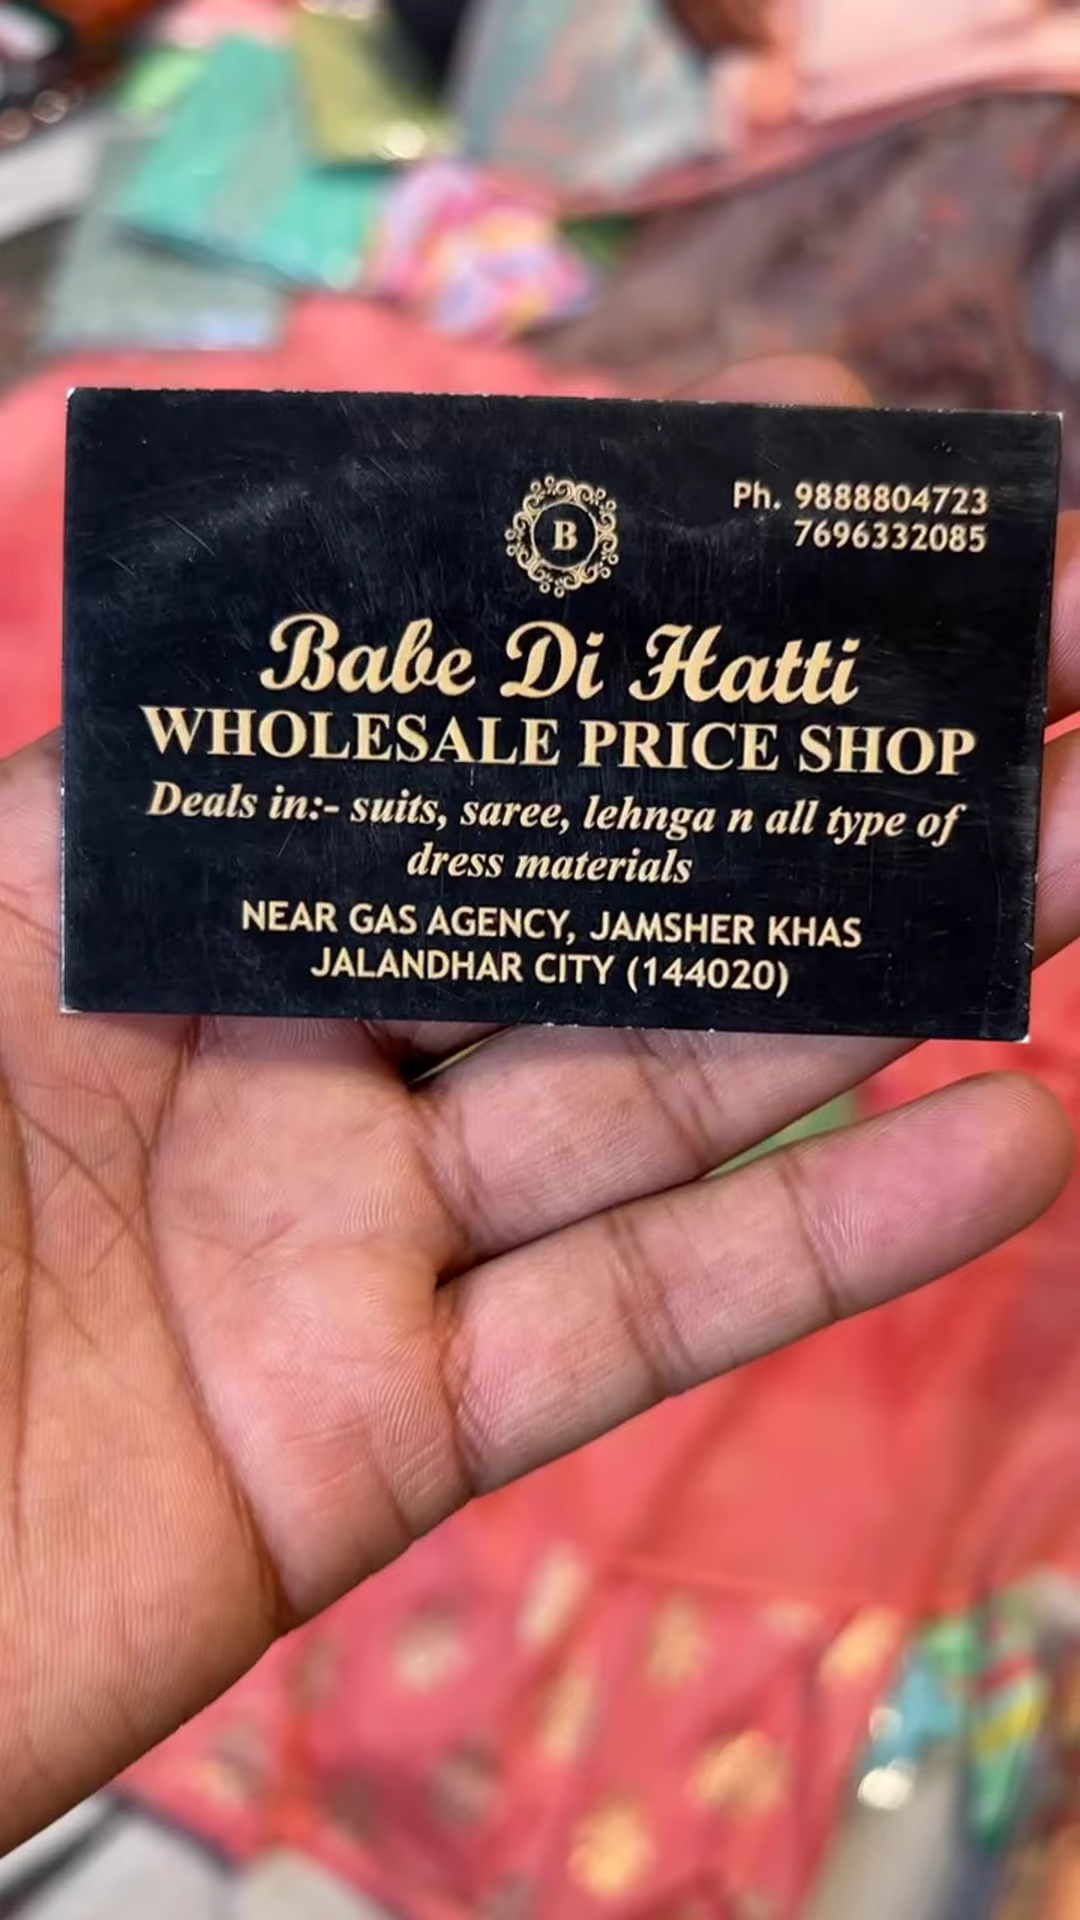 B
Ph. 9888804723
7696332085
Babe Di Hatti
WHOLESALE PRICE SHOP
Deals in:- suits, saree, lehnga n all type of
dress materials
NEAR GAS AGENCY, JAMSHER KHAS
JALANDHAR CITY (144020)